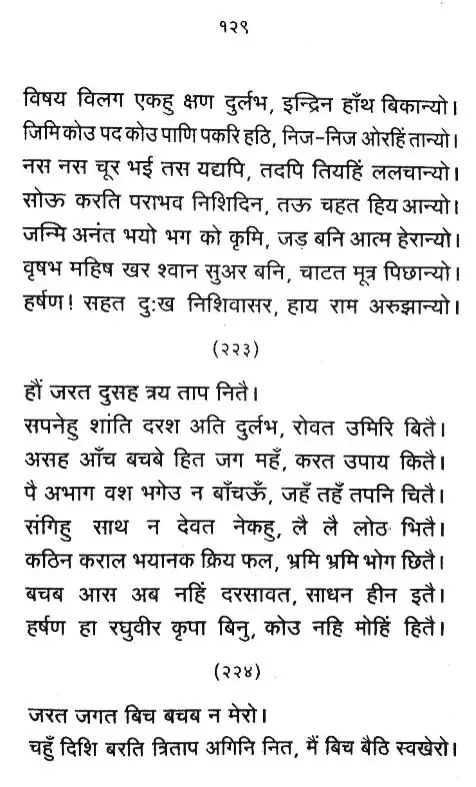 १२९
विषय विलग एकहु क्षण दुर्लभ, इन्द्रिन हाँथ बिकान्यो।
जिमि कोउ पद कोउ पाणि पकरि हठि, निज-निज ओरहिं तान्यो।
नस नस चूर भई तस यद्यपि, तदपि तियहिं ललचान्यो।
सोऊ करति पराभव निशिदिन, तऊ चहत हिय आन्यो।
जन्मि अनंत भयो भग को कृमि, जड़ बनि आत्म हेरान्यो।
वृषभ महिष खर श्वान सुअर बनि, चाटत मूत्र पिछान्यो।
हर्षण! सहत दुःख निशिवासर, हाय राम अरुझान्यो।
(२२३)
हौं जरत दुसह त्रय ताप नितै।
सपनेहु शांति दरश अति दुर्लभ, रोवत उमिरि बितै।
असह आँच बचबे हित जग महँ, करत उपाय कितै।
पै अभाग वश भगेउ न बाँचऊँ, जहँ तहँ तपनि चितै।
संगिहु साथ न देवत नेकहु, लै लै लोठ भितै।
कठिन कराल भयानक क्रिय फल, भ्रमि भ्रमि भोग छितै।
बचब आस अब नहिं दरसावत, साधन हीन इतै।
हर्षण हा रघुवीर कृपा बिनु, कोउ नहि मोहिं हितै।
(२२४)
जरत जगत बिच बचब न मेरो।
चहुँ दिशि बरति त्रिताप अगिनि नित, मैं बिच बैठि स्वखेरो।